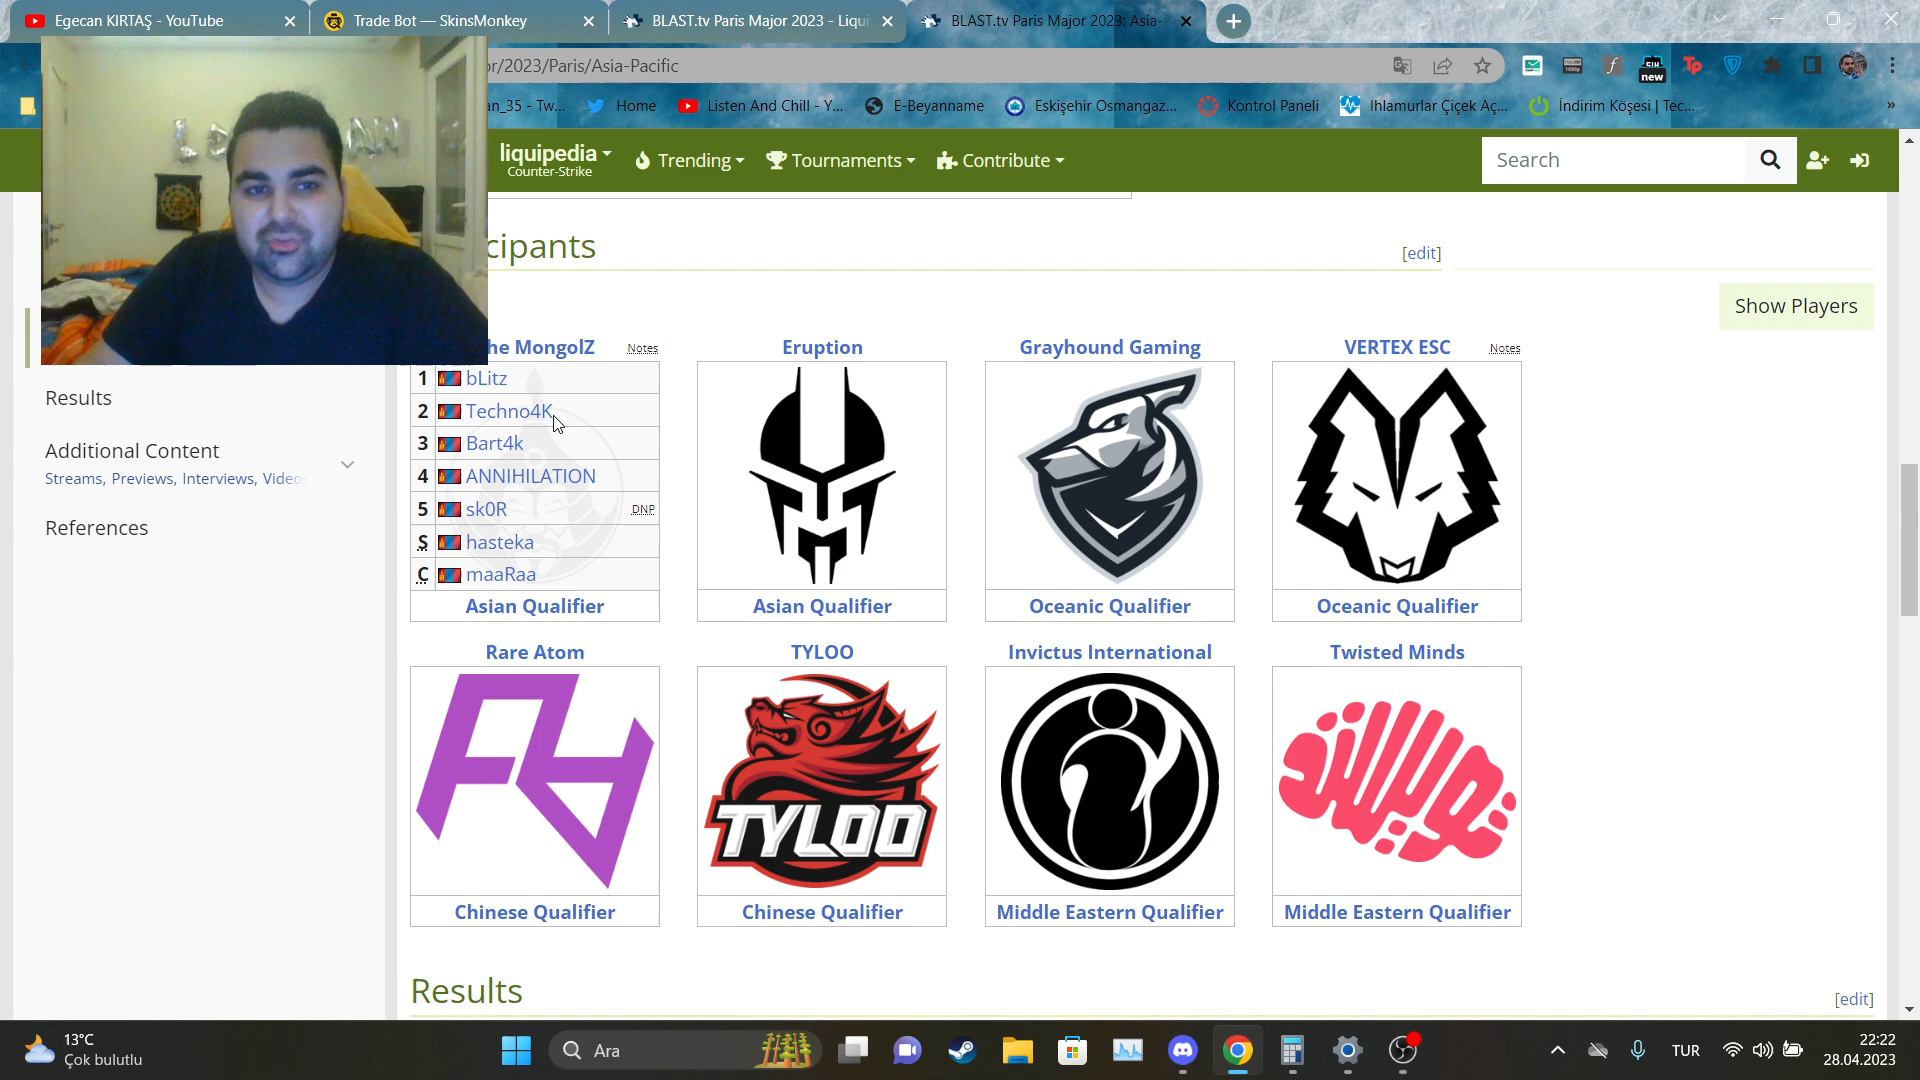 Egecan KIRTAŞ - YouTube
Trade Bot — SkinsMonkey
BLAST.tv Paris Major 2023 - Liqui
BLAST.tv Paris Major 2023: Asia-P
r/2023/Paris/Asia-Pacific
new
an_35 - Tw...
Home
Listen And Chill - Y...
E-Beyanname
Eskişehir Osmangaz...
Kontrol Paneli
Ihlamurlar Çiçek Aç...
İndirim Köşesi | Tec...
»
liquipedia
Counter-Strike
Trending
Tournaments
Contribute
Search
cipants
[edit]
Show Players
Results
Additional Content
Streams, Previews, Interviews, Videos
References
he MongolZ
Notes
1 bLitz
2 Techno4K
3 Bart4k
4 ANNIHILATION
5 sk0R DNP
S hasteka
C maaRaa
Asian Qualifier
Eruption
Asian Qualifier
Grayhound Gaming
Oceanic Qualifier
VERTEX ESC
Notes
Oceanic Qualifier
Rare Atom
Chinese Qualifier
TYLOO
TYLOO
Chinese Qualifier
Invictus International
Middle Eastern Qualifier
Twisted Minds
Middle Eastern Qualifier
Results
[edit]
13°C
Çok bulutlu
Ara
TUR
22:22
28.04.2023